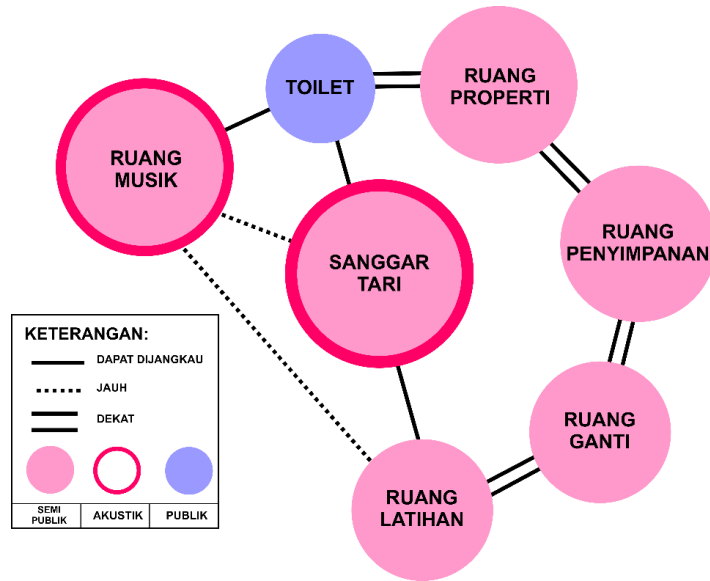 TOILET
RUANG
PROPERTI
RUANG
MUSIK
RUANG
PENYIMPANAN
SANGGAR
TARI
RUANG
GANTI
RUANG
LATIHAN
KETERANGAN:
DAPAT DIJANGKAU
JAUH
DEKAT
SEMI
PUBLIK
AKUSTIK
PUBLIK